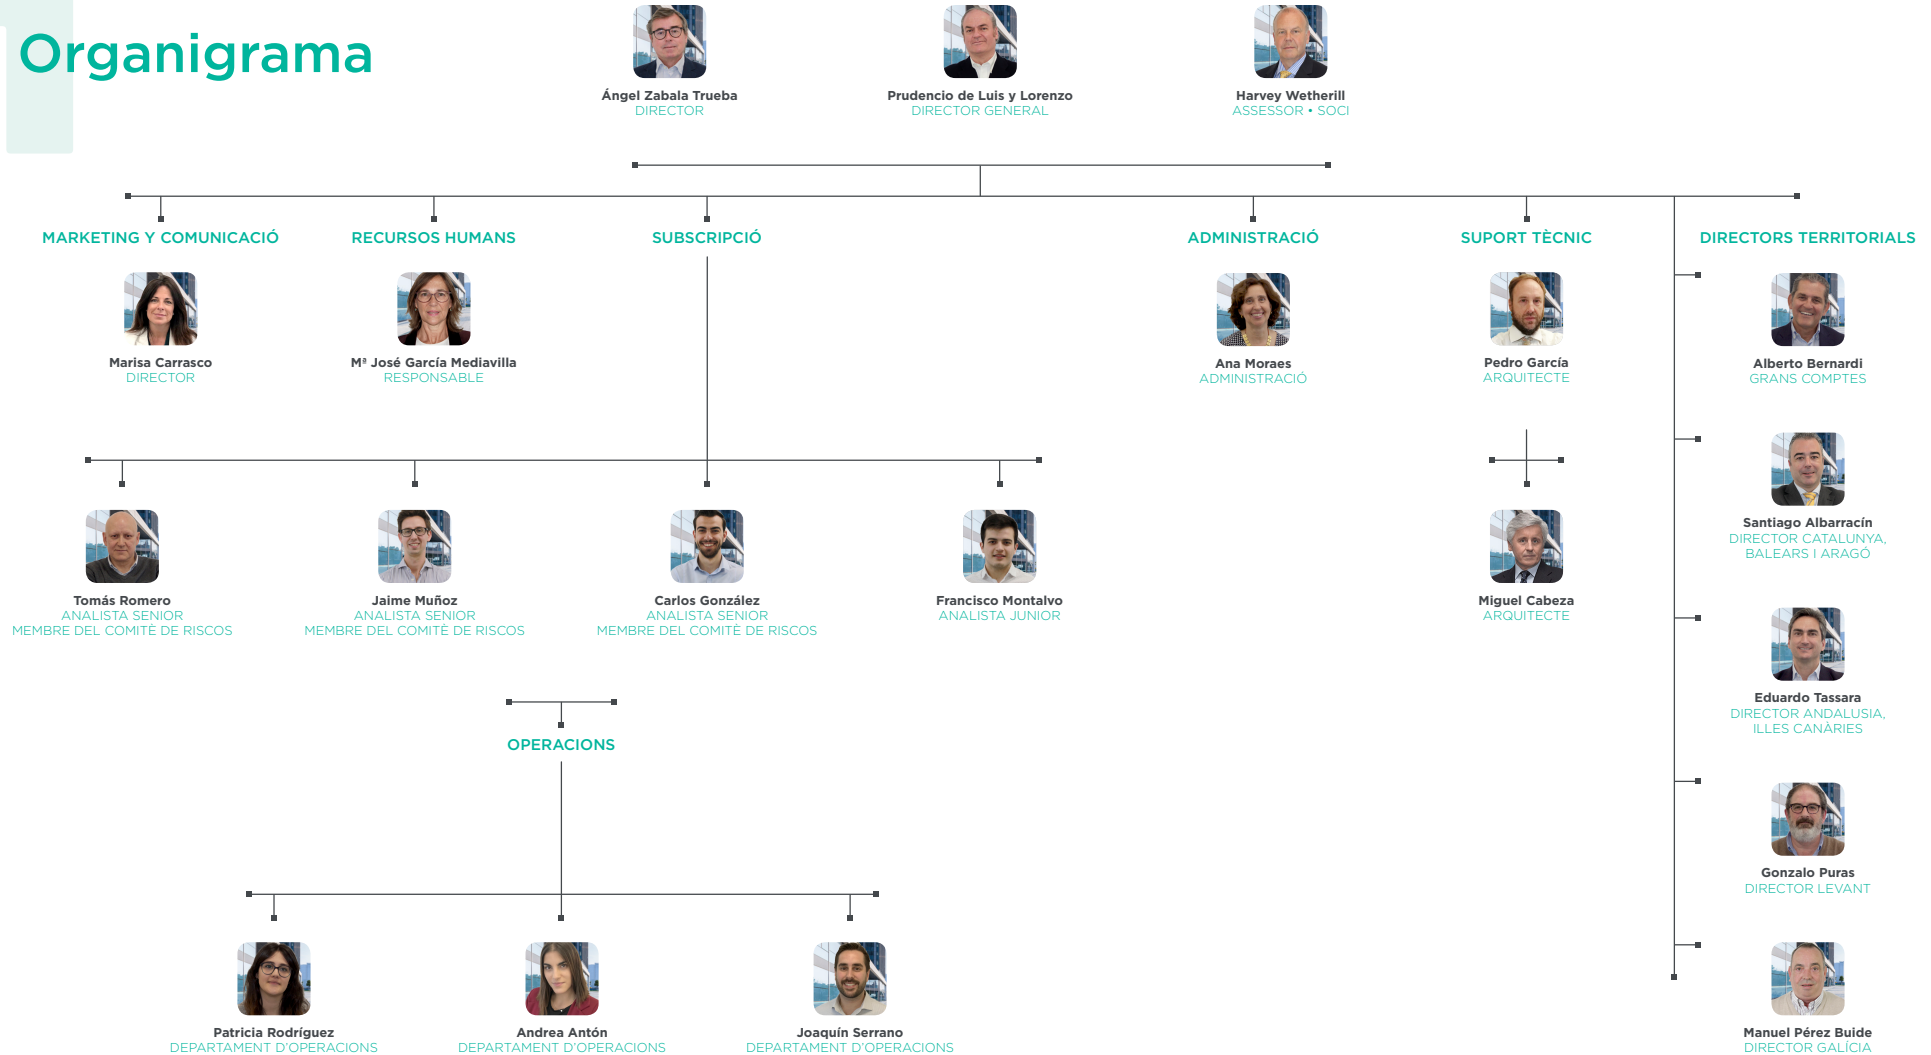 Organigrama
Ángel Zabala Trueba
DIRECTOR
Prudencio de Luis y Lorenzo
DIRECTOR GENERAL
Harvey Wetherill
ASSESSOR • SOCI
MARKETING Y COMUNICACIÓ
RECURSOS HUMANS
SUBSCRIPCIÓ
ADMINISTRACIÓ
SUPORT TÈCNIC
DIRECTORS TERRITORIALS
Marisa Carrasco
DIRECTOR
Mª José García Mediavilla
RESPONSABLE
Ana Moraes
ADMINISTRACIÓ
Pedro García
ARQUITECTE
Alberto Bernardi
GRANS COMPTES
Santiago Albarracín
DIRECTOR CATALUNYA,
BALEARS I ARAGÓ
Tomás Romero
ANALISTA SENIOR
MEMBRE DEL COMITÈ DE RISCOS
Jaime Muñoz
ANALISTA SENIOR
MEMBRE DEL COMITÈ DE RISCOS
Carlos González
ANALISTA SENIOR
MEMBRE DEL COMITÈ DE RISCOS
Francisco Montalvo
ANALISTA JUNIOR
Miguel Cabeza
ARQUITECTE
Eduardo Tassara
DIRECTOR ANDALUSIA,
ILLES CANÀRIES
OPERACIONS
Gonzalo Puras
DIRECTOR LEVANT
Patricia Rodríguez
DEPARTAMENT D'OPERACIONS
Andrea Antón
DEPARTAMENT D'OPERACIONS
Joaquín Serrano
DEPARTAMENT D'OPERACIONS
Manuel Pérez Buide
DIRECTOR GALÍCIA